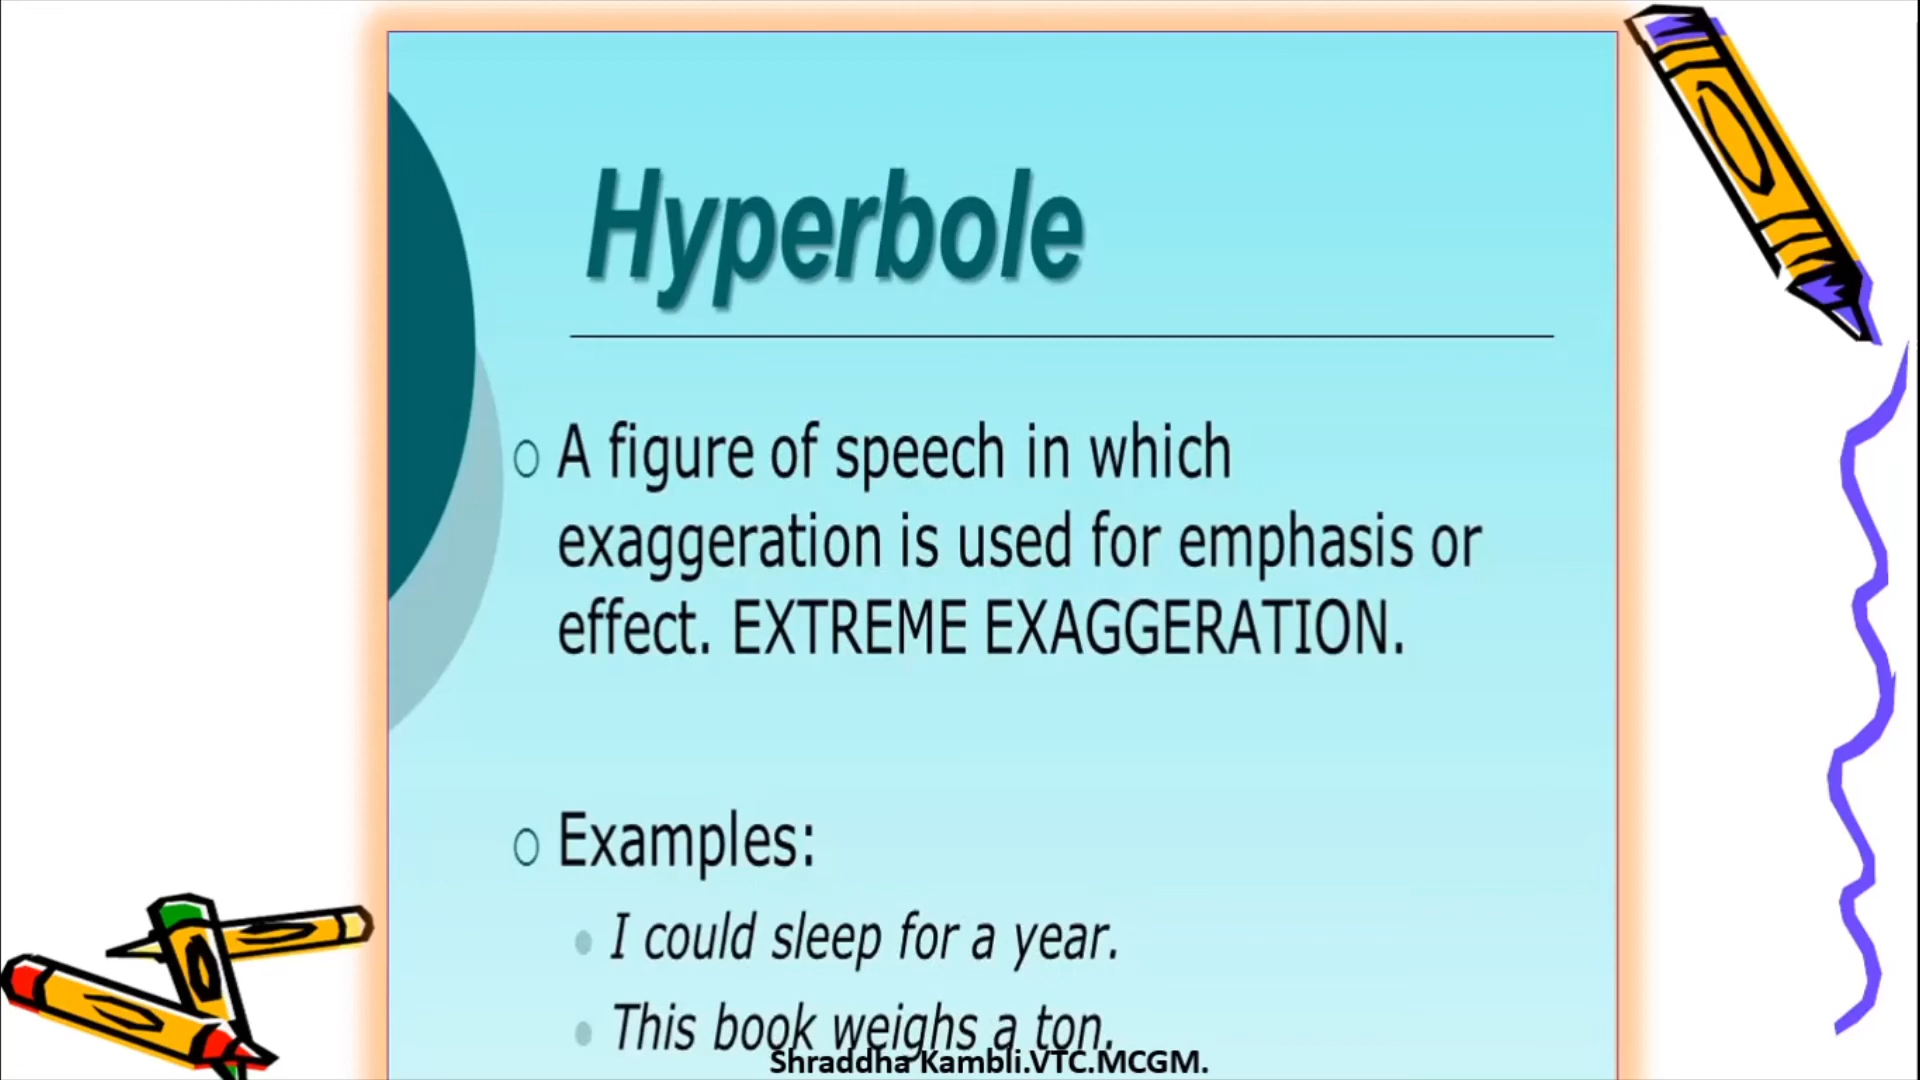 Hyperbole
A figure of speech in which
exaggeration is used for emphasis or
effect. EXTREME EXAGGERATION.
Examples:
I could sleep for a year.
This book weighs a ton.
Shraddha Kambli.VTC.MCGM.